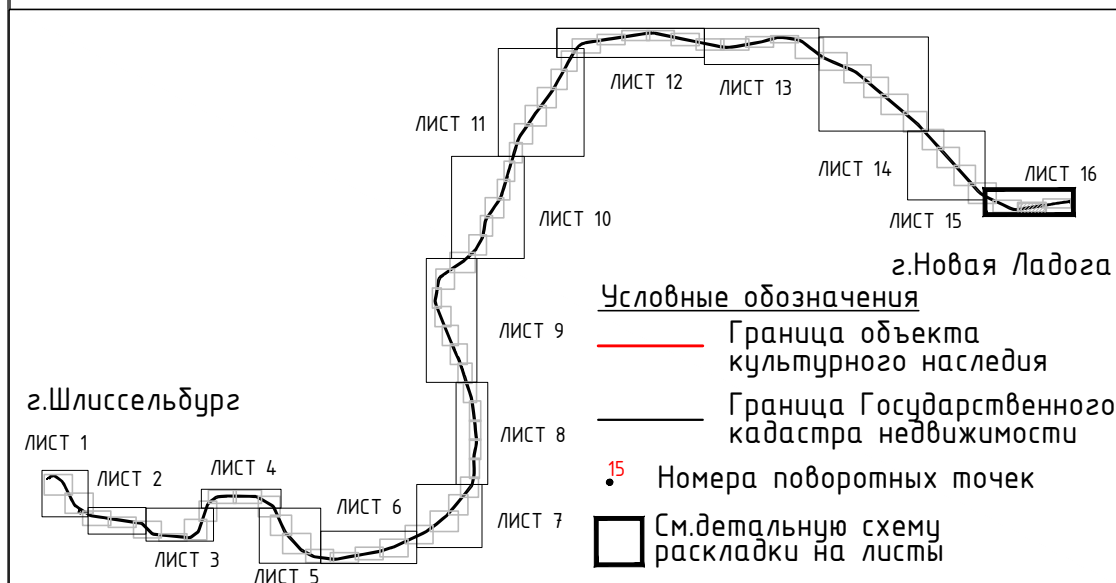 ЛИСТ 12
ЛИСТ 13
ЛИСТ 11
ЛИСТ 14
ЛИСТ 16
ЛИСТ 10
ЛИСТ 15
г.Новая Ладога
Условные обозначения
Граница объекта
культурного наследия
ЛИСТ 9
г.Шлиссельбург
Граница Государственного
кадастра недвижимости
ЛИСТ 8
ЛИСТ 1
ЛИСТ 2
ЛИСТ 4
15
Номера поворотных точек
ЛИСТ 6
ЛИСТ 7
См.детальную схему
раскладки на листы
ЛИСТ 3
ЛИСТ 5